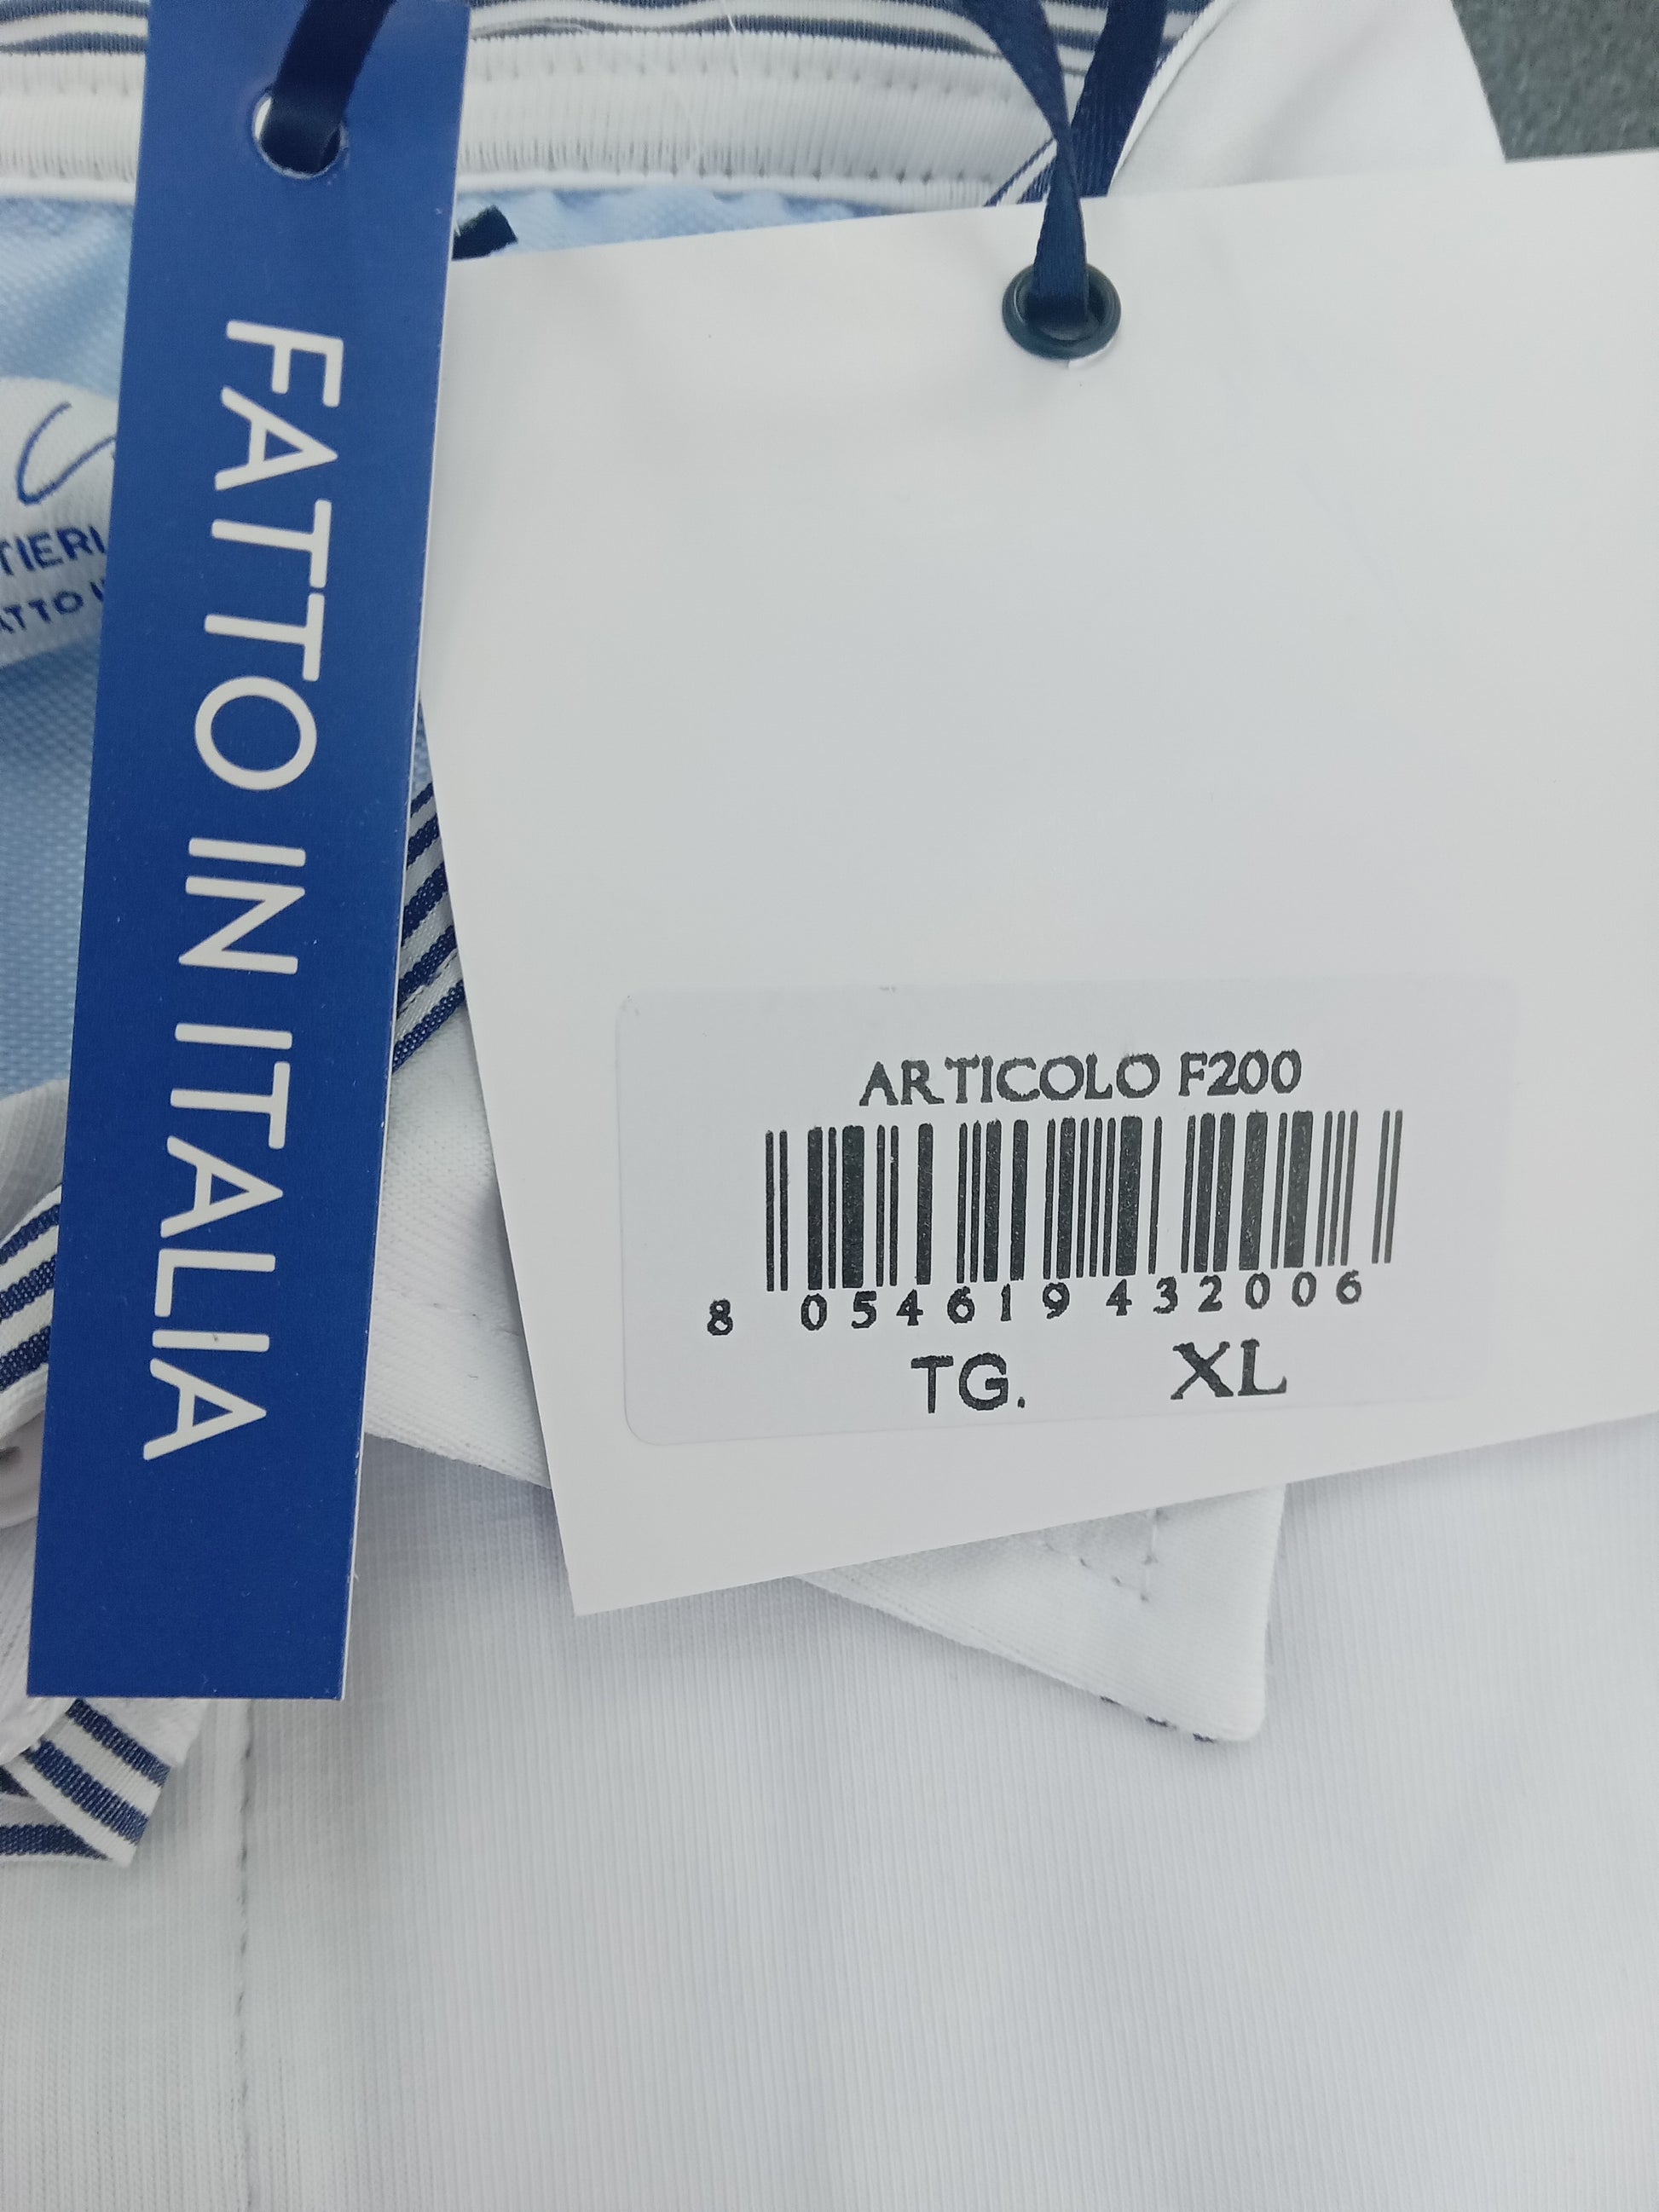 FATTO IN ITALIA
ARTICOLO F200
8 054619 432006
TG. XL